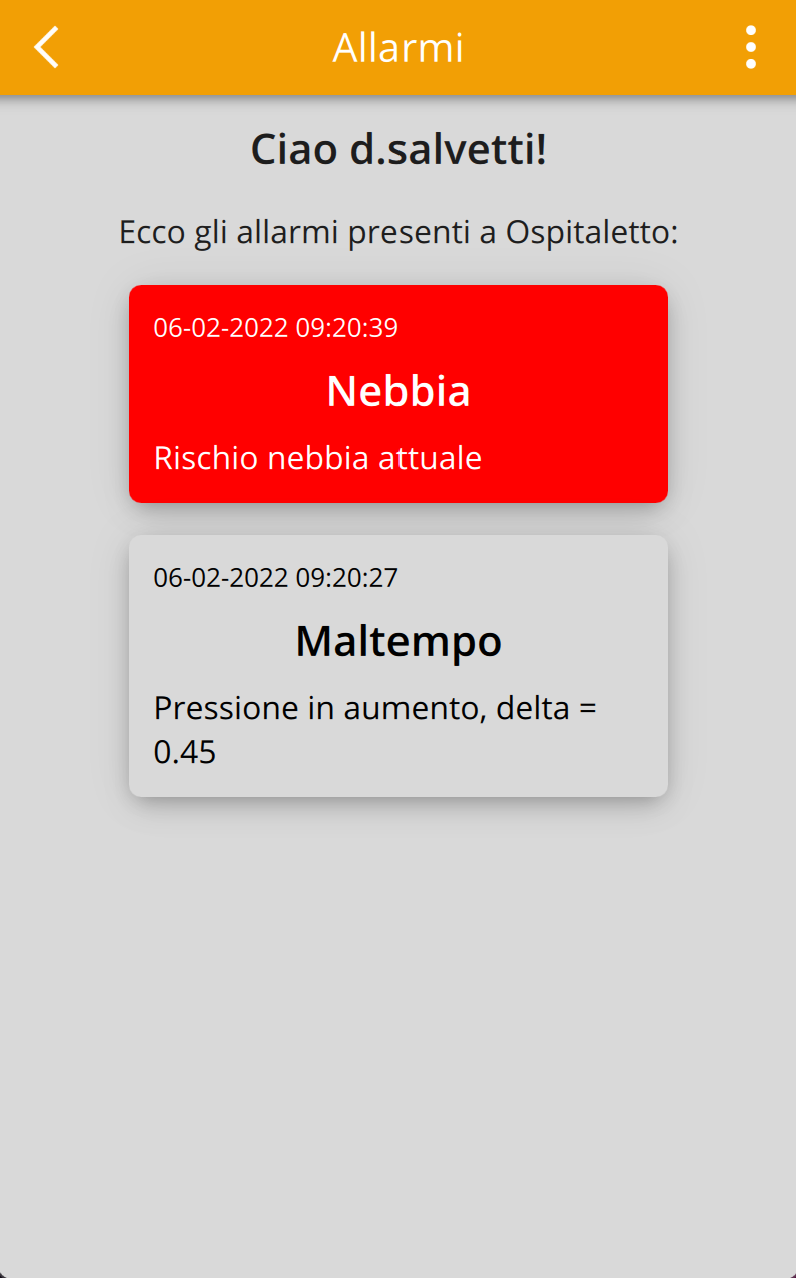 Allarmi
Ciao d.salvetti!
Ecco gli allarmi presenti a Ospitaletto:
06-02-2022 09:20:39
Nebbia
Rischio nebbia attuale
06-02-2022 09:20:27
Maltempo
Pressione in aumento, delta =
0.45